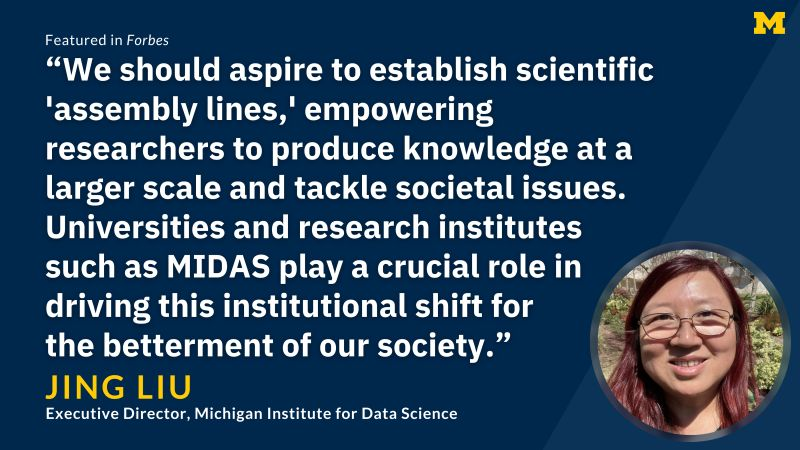 Featured in Forbes
“We should aspire to establish scientific
'assembly lines,' empowering
researchers to produce knowledge at a
larger scale and tackle societal issues.
Universities and research institutes
such as MIDAS play a crucial role in
driving this institutional shift for
the betterment of our society.”
JING LIU
Executive Director, Michigan Institute for Data Science
M